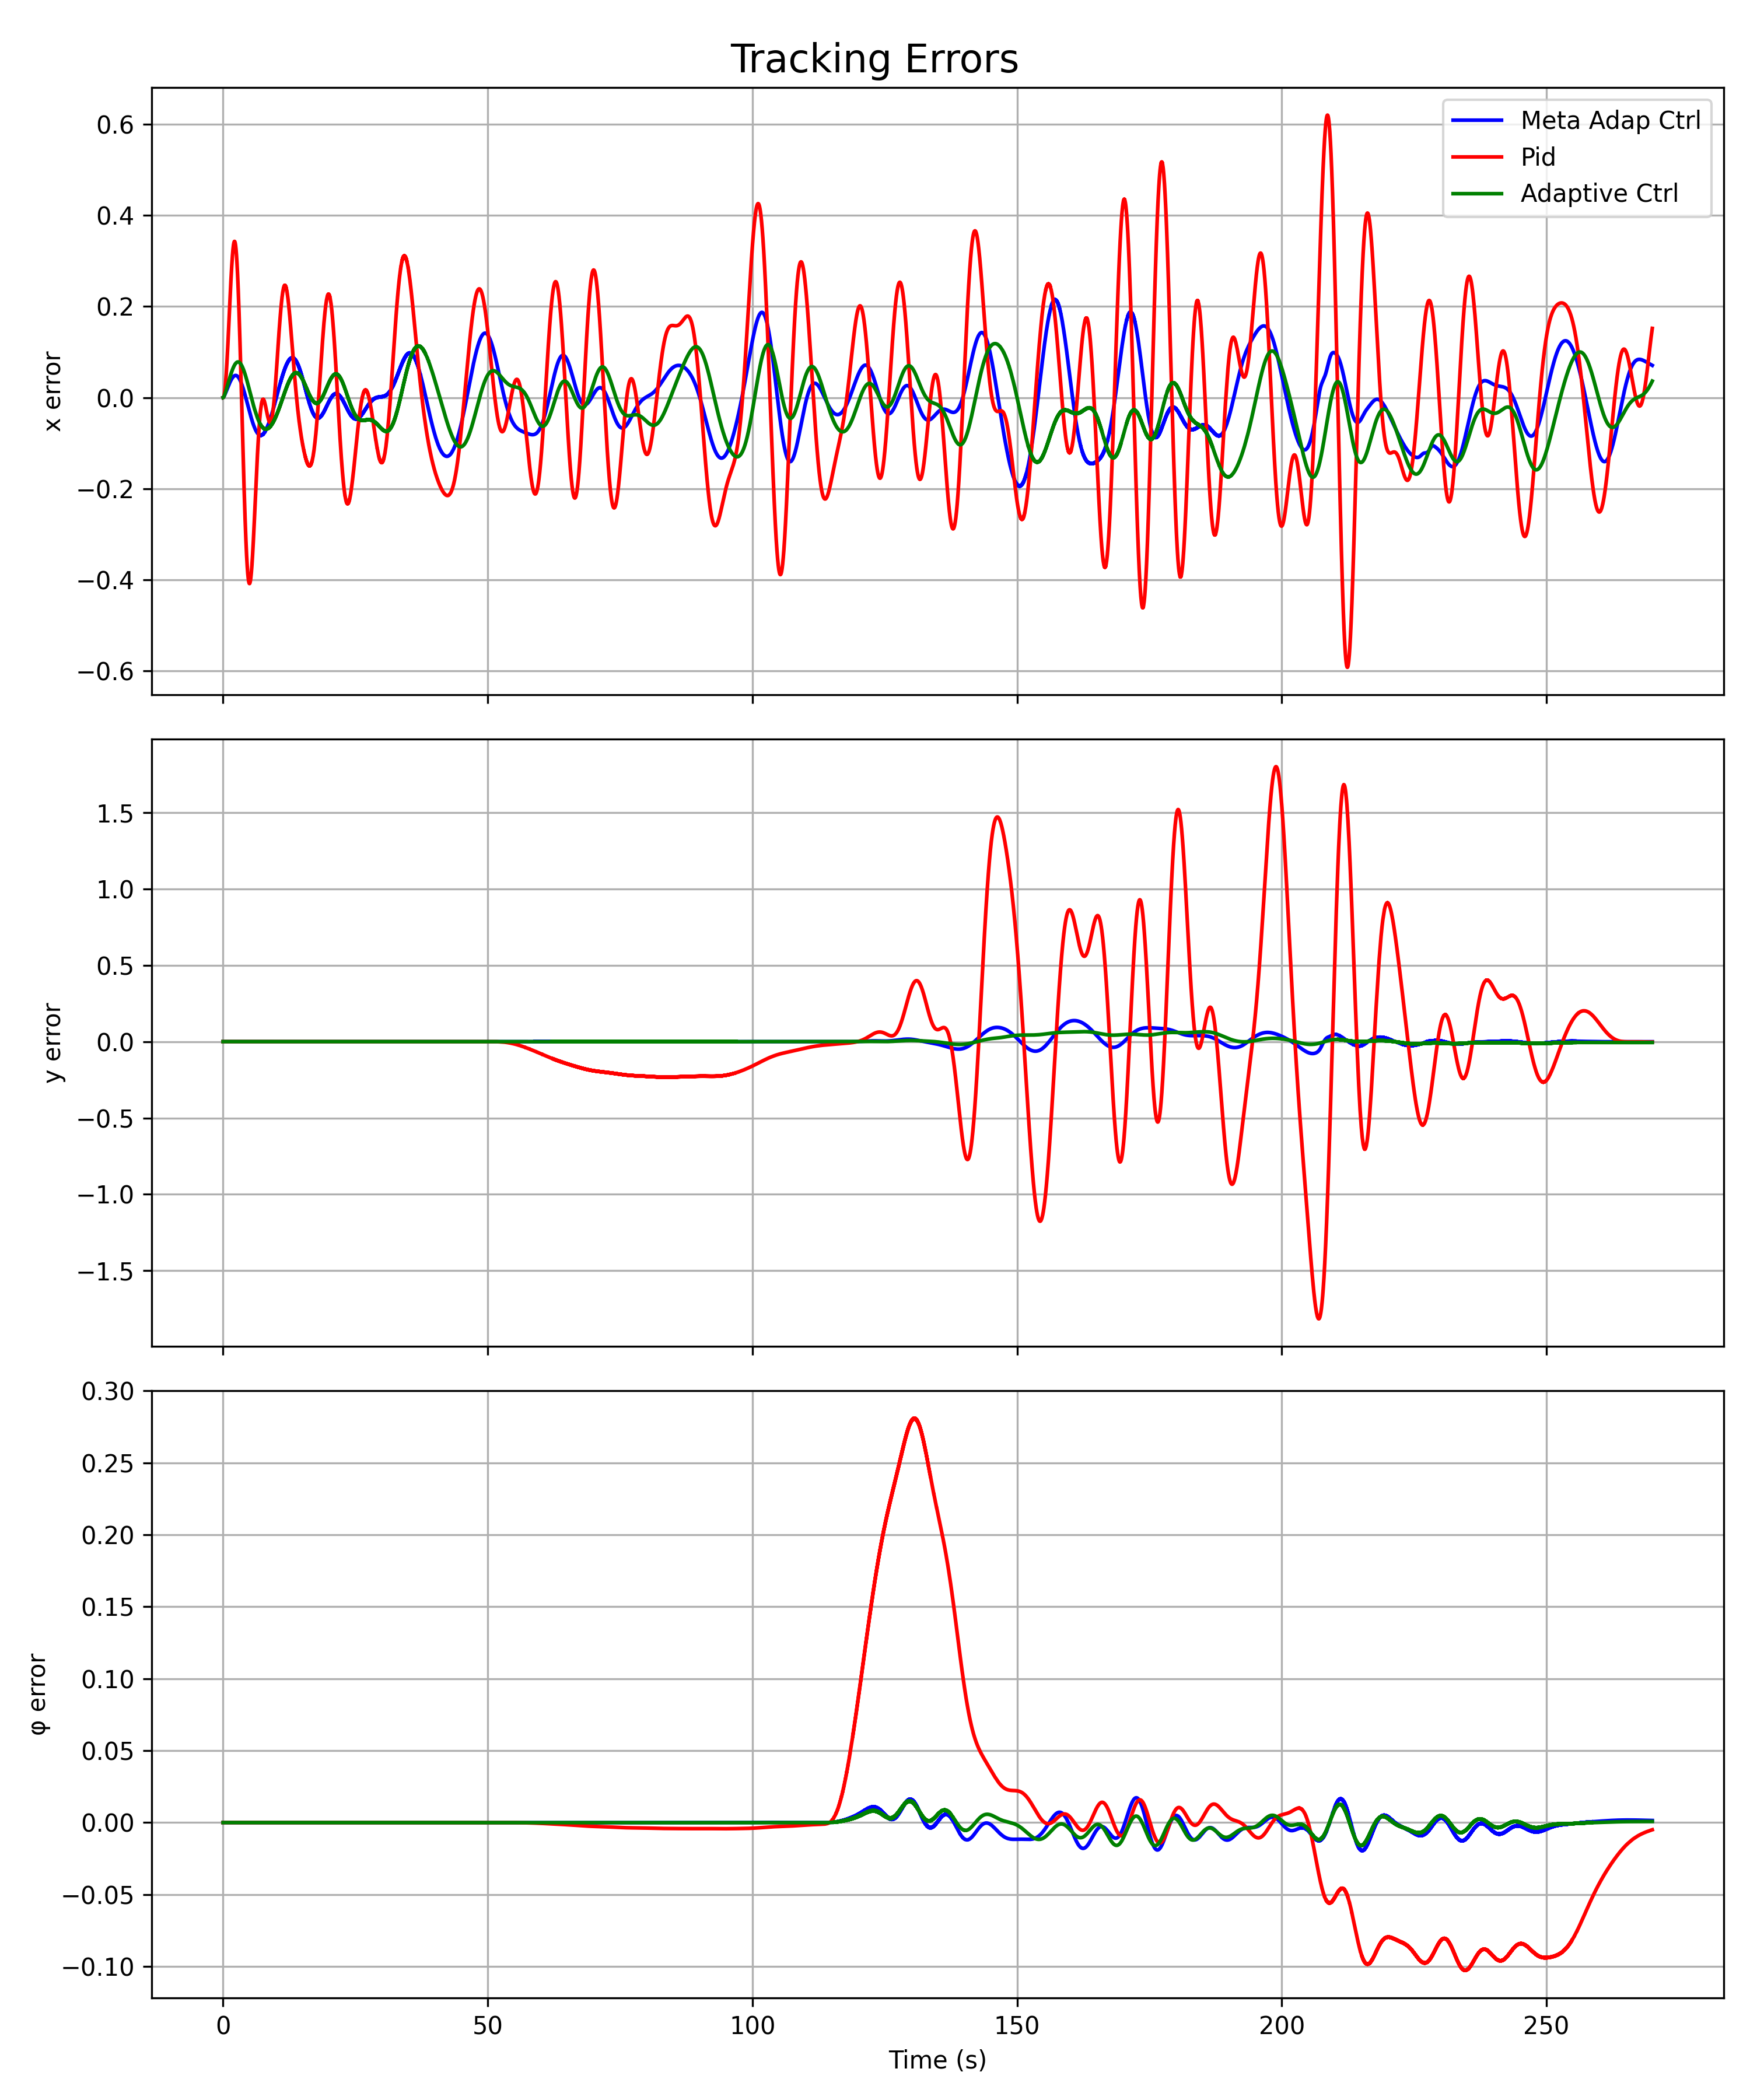 Tracking Errors
0.6
0.4
0.2
0.0
−0.2
−0.4
−0.6
x error
Meta Adap Ctrl
Pid
Adaptive Ctrl
1.5
1.0
0.5
0.0
−0.5
−1.0
−1.5
y error
0.30
0.25
0.20
0.15
0.10
0.05
0.00
−0.05
−0.10
φ error
0 50 100 150 200 250
Time (s)